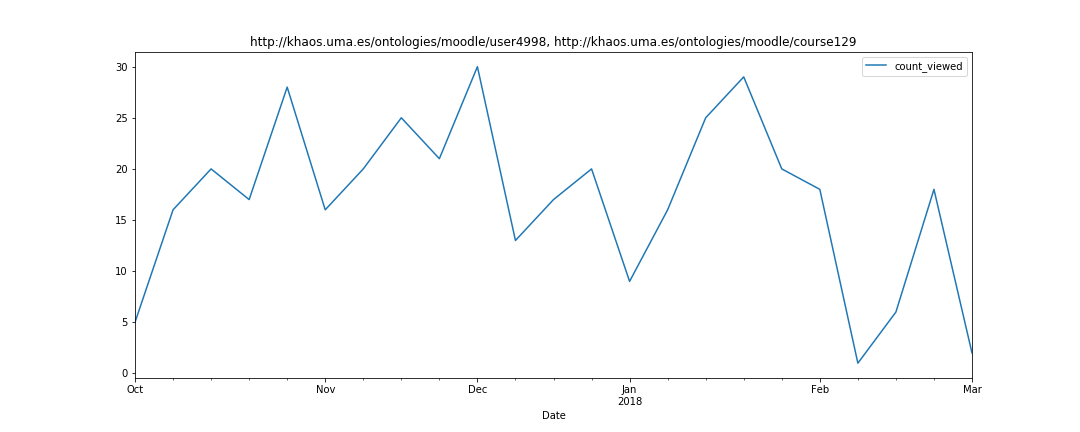 http://khaos.uma.es/ontologies/moodle/user4998, http://khaos.uma.es/ontologies/moodle/course129
count_viewed
30
25
20
15
10
5
0
Oct Nov Dec Jan Feb Mar
2018
Date